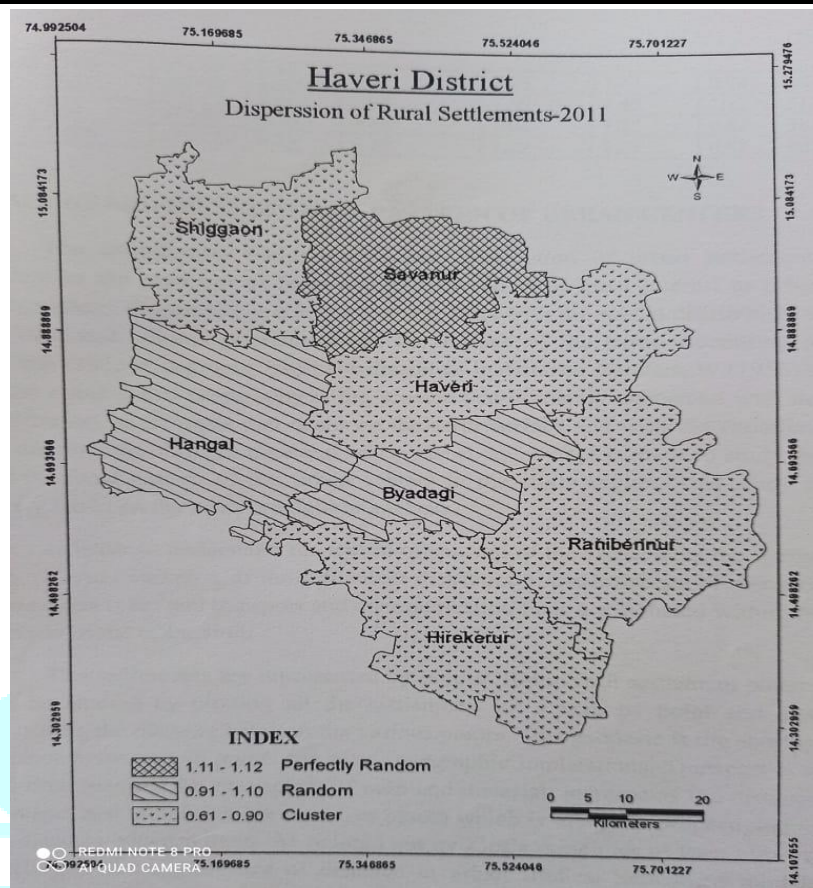 74.992504 75.169685 75.346865 75.524046 75.701227
15.279476
Haveri District
Disperssion of Rural Settlements-2011
N
W E
S
15.084173 15.084173
Shiggaon
Savanur
14.888869 14.888869
Haveri
Hangal
14.693566 14.693566
Byadagi
Ranibennur
14.498262 14.498262
Hirekerur
14.302959 14.302959
INDEX
1.11 - 1.12 Perfectly Random
0.91 - 1.10 Random
0.61 - 0.90 Cluster
0 5 10 20
Kilometers
REDMI NOTE 8 PRO
AI QUAD CAMERA
74.992504 75.169685 75.346865 75.524046 75.701227
14.107655